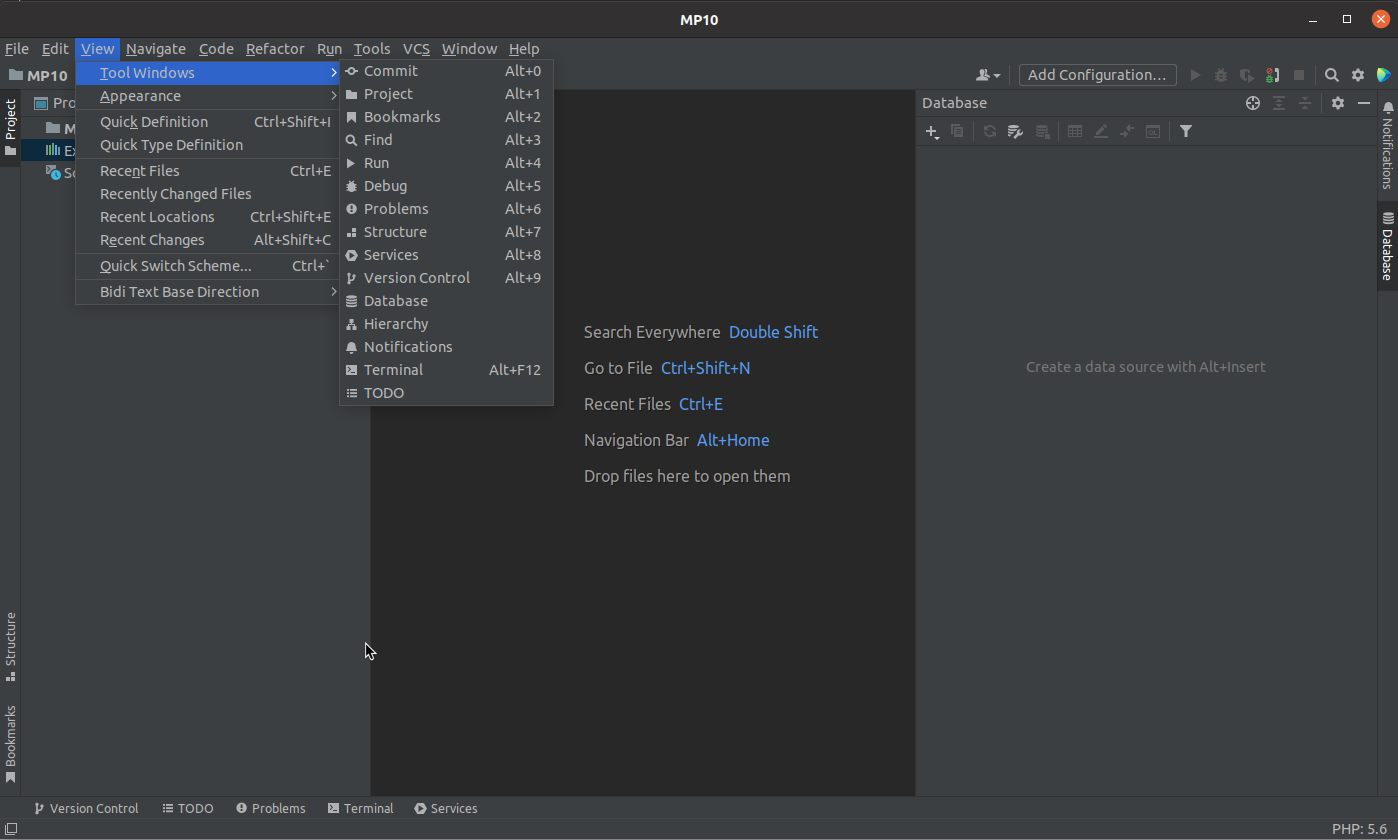 MP10
File Edit View Navigate Code Refactor Run Tools VCS Window Help
MP10
Add Configuration...
Project
Pro
M
Ex
Sc
Structure
Bookmarks
Tool Windows
Appearance
Quick Definition Ctrl+Shift+I
Quick Type Definition
Recent Files Ctrl+E
Recently Changed Files
Recent Locations Ctrl+Shift+E
Recent Changes Alt+Shift+C
Quick Switch Scheme... Ctrl+`
Bidi Text Base Direction
Commit Alt+0
Project Alt+1
Bookmarks Alt+2
Find Alt+3
Run Alt+4
Debug Alt+5
Problems Alt+6
Structure Alt+7
Services Alt+8
Version Control Alt+9
Database
Hierarchy
Notifications
Terminal Alt+F12
TODO
Search Everywhere Double Shift
Go to File Ctrl+Shift+N
Recent Files Ctrl+E
Navigation Bar Alt+Home
Drop files here to open them
Database
QL
Create a data source with Alt+Insert
Notifications
Database
Version Control TODO Problems Terminal Services
PHP: 5.6